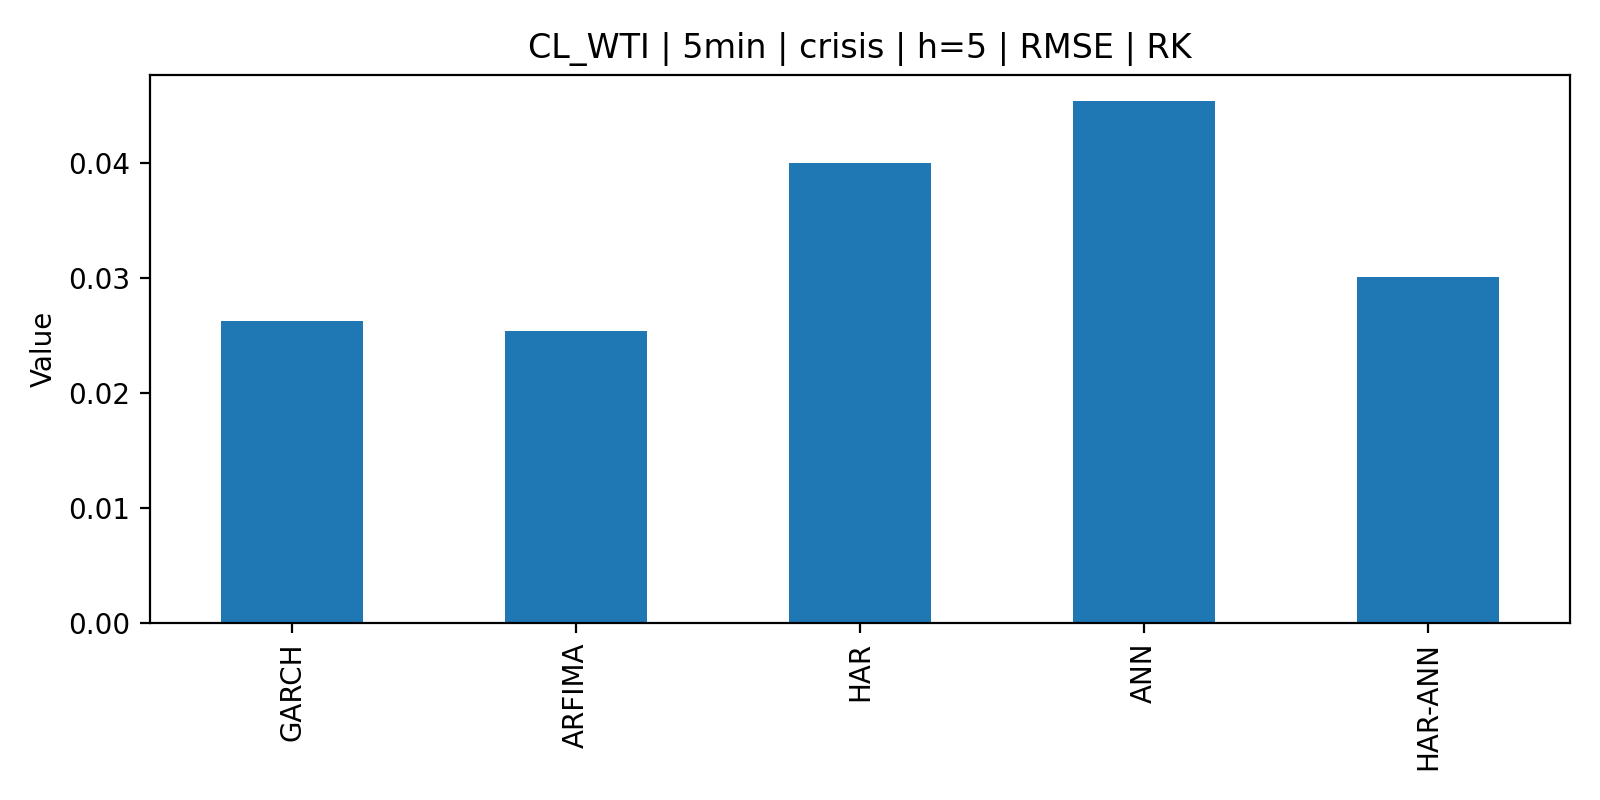 CL_WTI | 5min | crisis | h=5 | RMSE | RK
Value
0.04
0.03
0.02
0.01
0.00
GARCH
ARFIMA
HAR
ANN
HAR-ANN